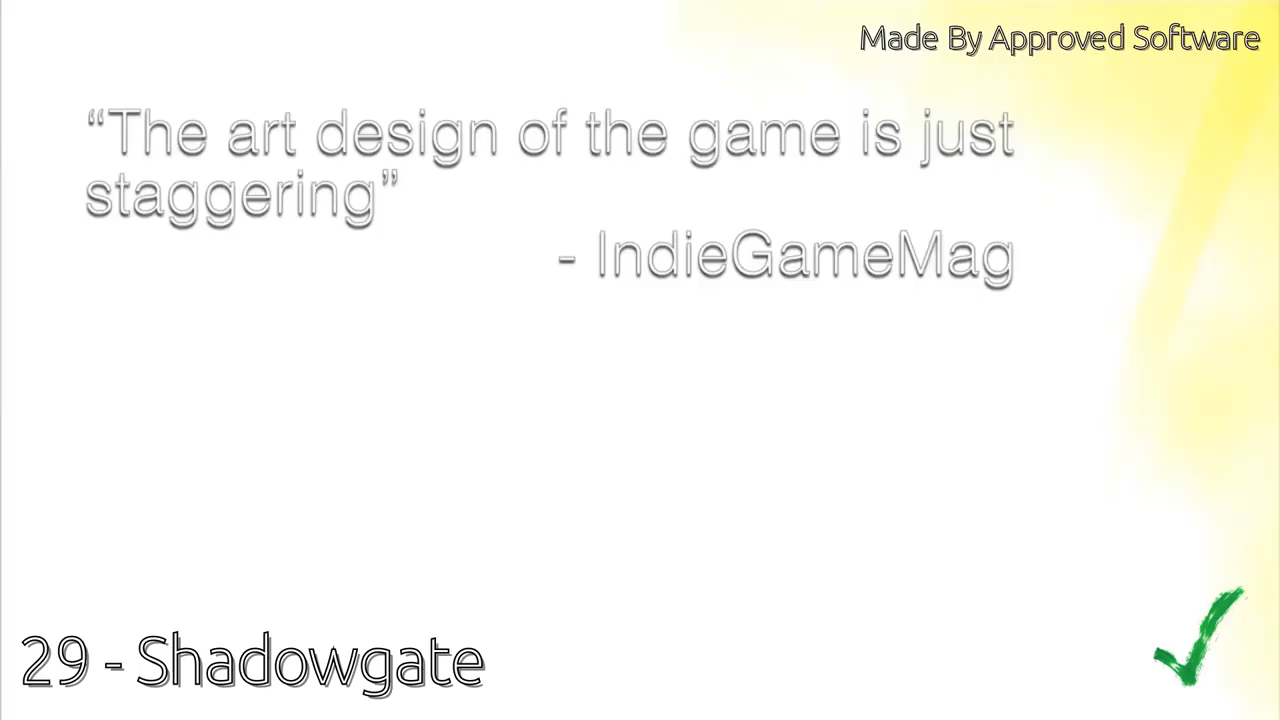 Made By Approved Software
“The art design of the game is just
staggering”
- IndieGameMag
29 - Shadowgate